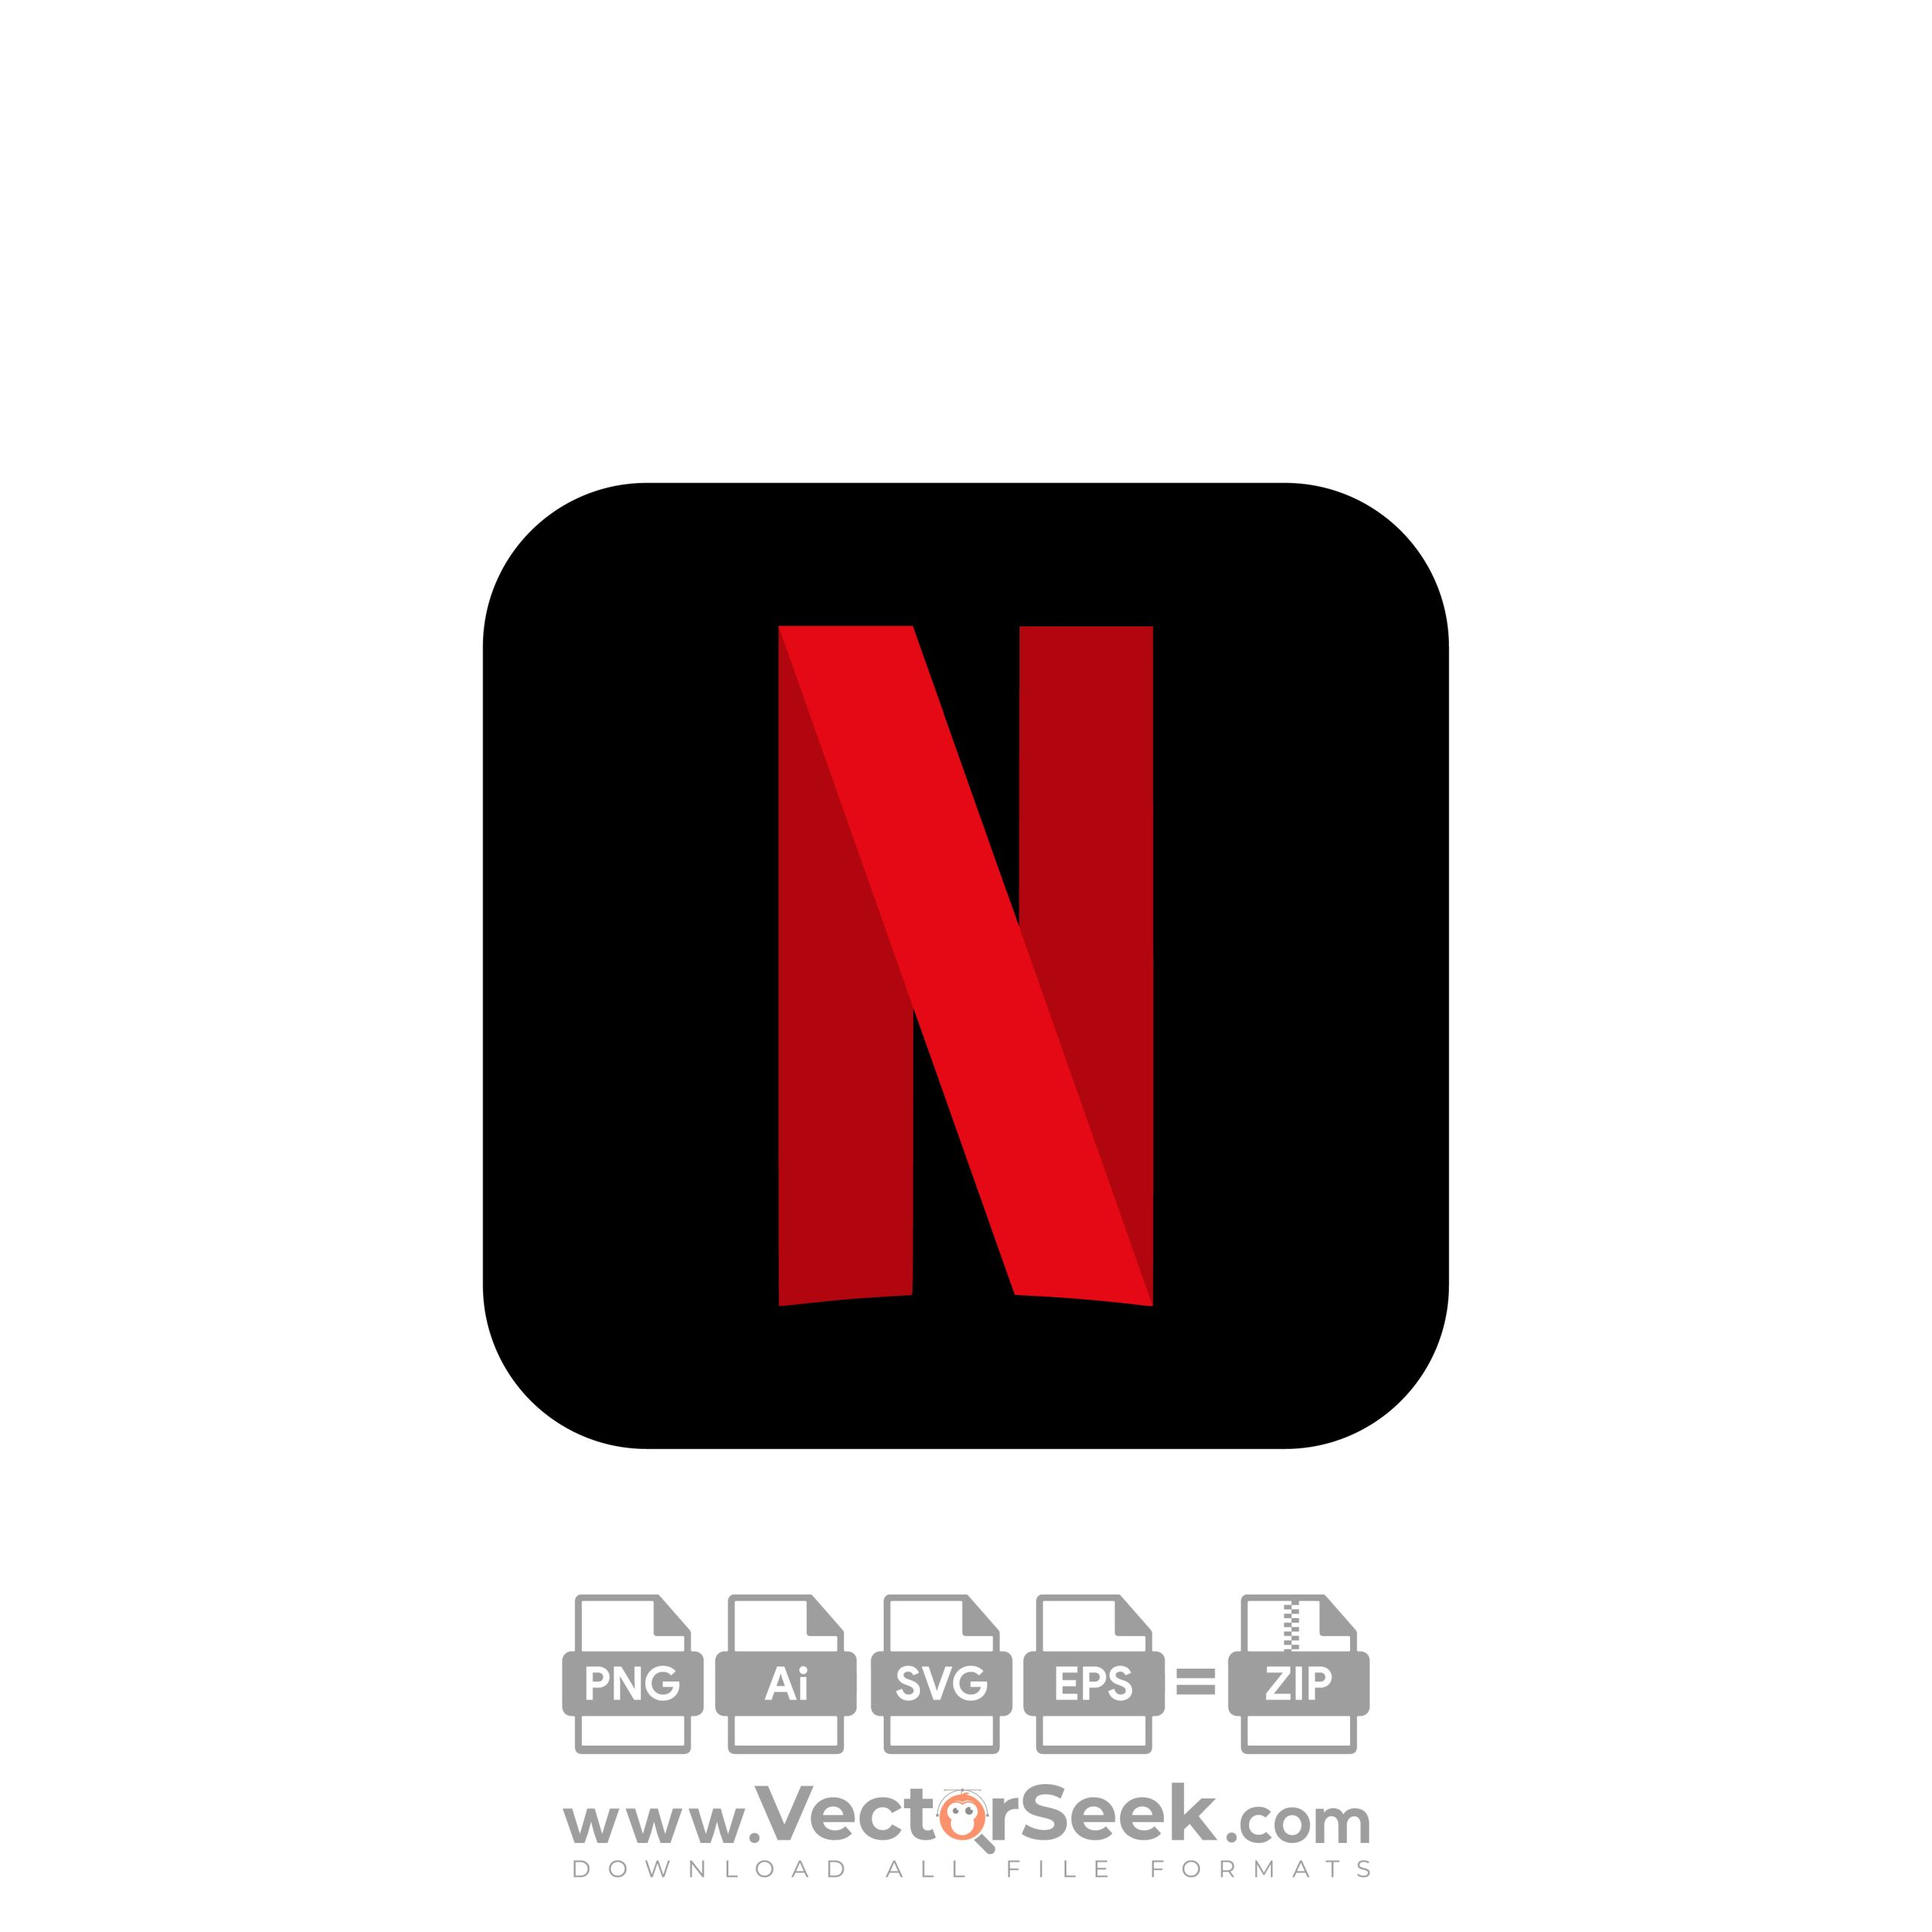 N
PNG Ai SVG EPS = ZIP
www.VectorSeek.com
DOWNLOAD ALL FILE FORMATS